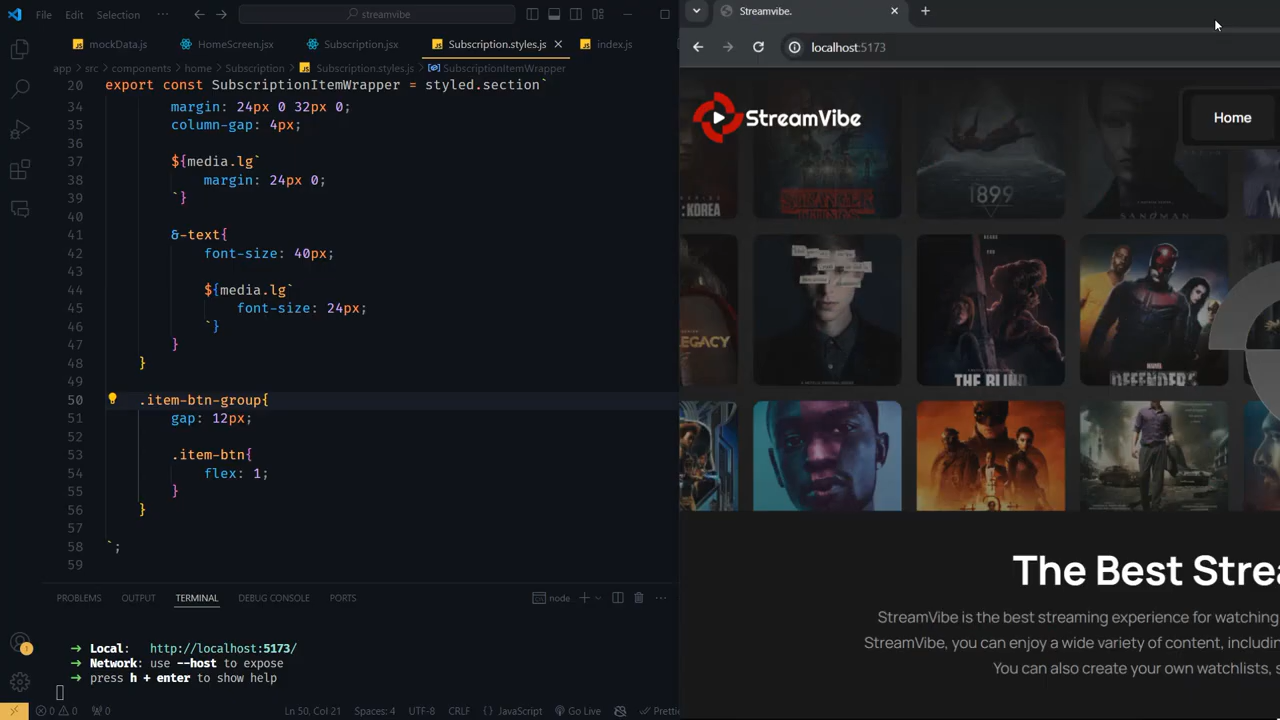 File Edit Selection ··· streamvibe
mockData.js HomeScreen.jsx Subscription.jsx Subscription.styles.js index.js
app > src > components > home > Subscription > Subscription.styles.js > SubscriptionItemWrapper
20 export const SubscriptionItemWrapper = styled.section`
34 margin: 24px 0 32px 0;
35 column-gap: 4px;
36
37 ${media.lg`
38 margin: 24px 0;
39 `}
40
41 &-text{
42 font-size: 40px;
43
44 ${media.lg`
45 font-size: 24px;
46 `}
47 }
48 }
49
50 .item-btn-group{
51 gap: 12px;
52
53 .item-btn{
54 flex: 1;
55 }
56 }
57
58 `;
59
PROBLEMS OUTPUT TERMINAL DEBUG CONSOLE PORTS node
➜ Local: http://localhost:5173/
➜ Network: use --host to expose
➜ press h + enter to show help
0 0 0 Ln 50, Col 21 Spaces: 4 UTF-8 CRLF {} JavaScript Go Live Pretti
Streamvibe.
localhost:5173
StreamVibe
Home
: KOREA
STRANGER
1899
SANDMAN
LEGACY
THE BLIND
MARVEL
DEFENDERS
The Best Strea
StreamVibe is the best streaming experience for watching
StreamVibe, you can enjoy a wide variety of content, including
You can also create your own watchlists, s